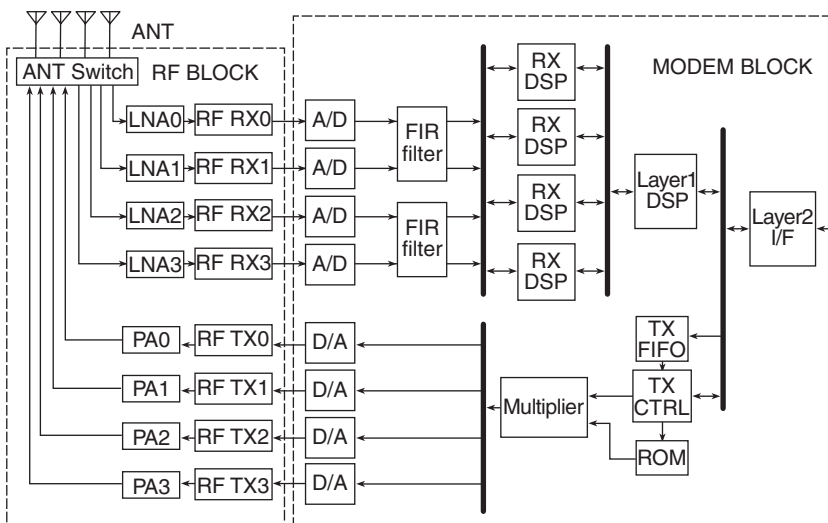 ANT
ANT Switch
RF BLOCK
MODEM BLOCK
LNA0
RF RX0
A/D
LNA1
RF RX1
A/D
LNA2
RF RX2
A/D
LNA3
RF RX3
A/D
FIR
filter
FIR
filter
RX
DSP
RX
DSP
RX
DSP
RX
DSP
Layer1
DSP
Layer2
I/F
PA0
RF TX0
D/A
PA1
RF TX1
D/A
PA2
RF TX2
D/A
PA3
RF TX3
D/A
Multiplier
TX
FIFO
TX
CTRL
ROM